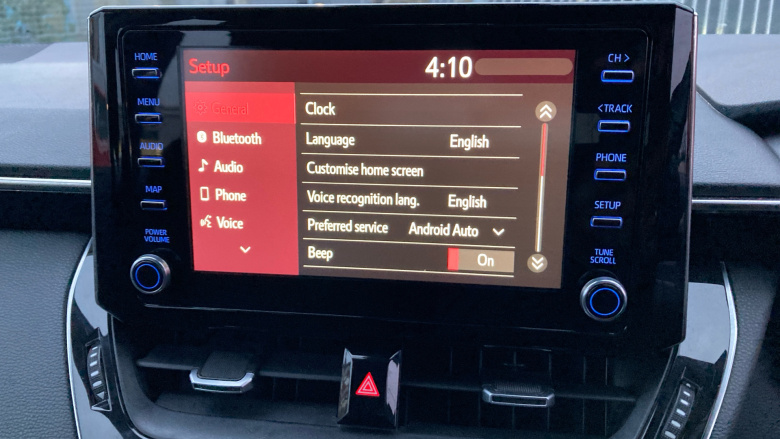 HOME
MENU
AUDIO
MAP
POWER
VOLUME
Setup
4:10
General
Bluetooth
Audio
Phone
Voice
Clock
Language English
Customise home screen
Voice recognition lang. English
Preferred service Android Auto
Beep On
CH >
< TRACK
PHONE
SETUP
TUNE
SCROLL